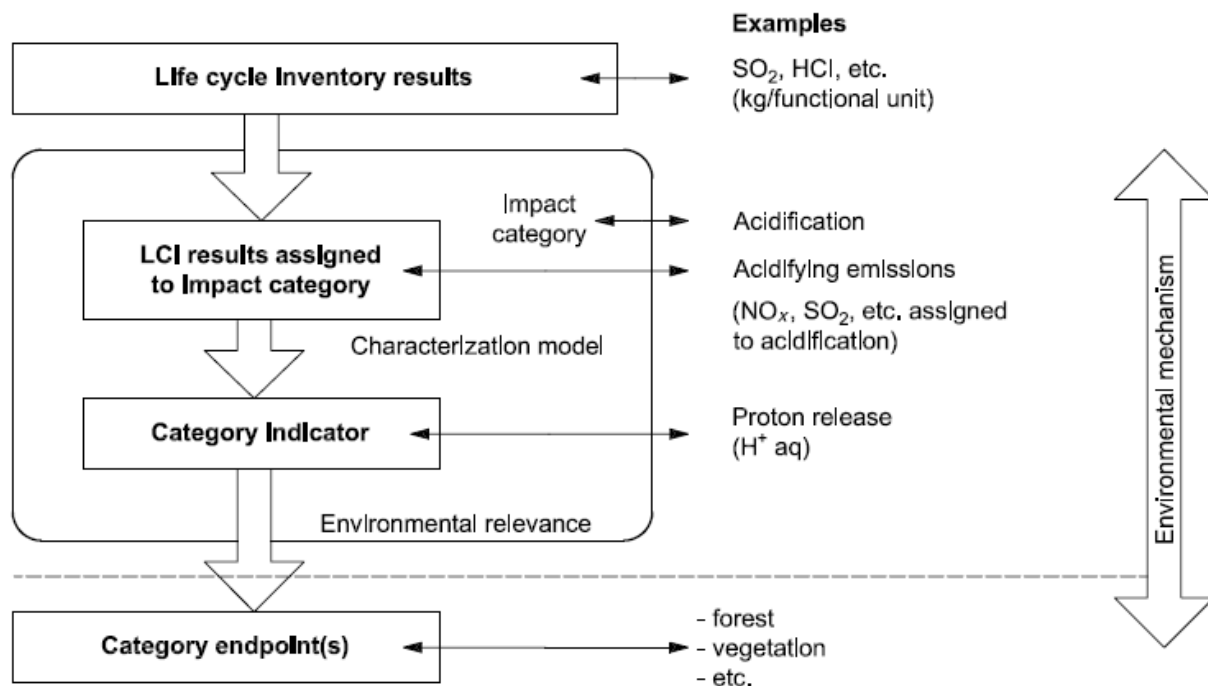 Examples
Life cycle Inventory results
SO₂, HCl, etc.
(kg/functional unit)
Impact
category
Acidification
LCI results assigned
to Impact category
Acidifying emissions
(NOₓ, SO₂, etc. assigned
to acidification)
Characterization model
Category Indicator
Proton release
(H⁺ aq)
Environmental relevance
Environmental mechanism
Category endpoint(s)
- forest
- vegetation
- etc.